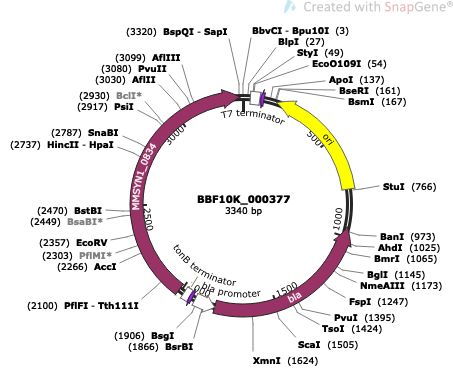 Created with SnapGene®
(3320) BspQI - SapI
BbvCI - Bpu10I (3)
BlpI (27)
StyI (49)
EcoO109I (54)
ApoI (137)
BseRI (161)
BsmI (167)
(3099) AflIII
(3080) PvuII
(3030) AflII
(2930) BclI*
(2917) PsiI
(2787) SnaBI
(2737) HincII - HpaI
(2470) BstBI
(2449) BsaBI*
(2357) EcoRV
(2303) PflMI*
(2266) AccI
(2100) PflFI - Tth111I
(1906) BsgI
(1866) BsrBI
StuI (766)
BanI (973)
AhdI (1025)
BmrI (1065)
BglI (1145)
NmeAIII (1173)
FspI (1247)
PvuI (1395)
TsoI (1424)
ScaI (1505)
XmnI (1624)
T7 terminator
ori
MMSYN1_0834
BBF10K_000377
3340 bp
tonB terminator
bla promoter
bla
500
1000
1500
2500
3000